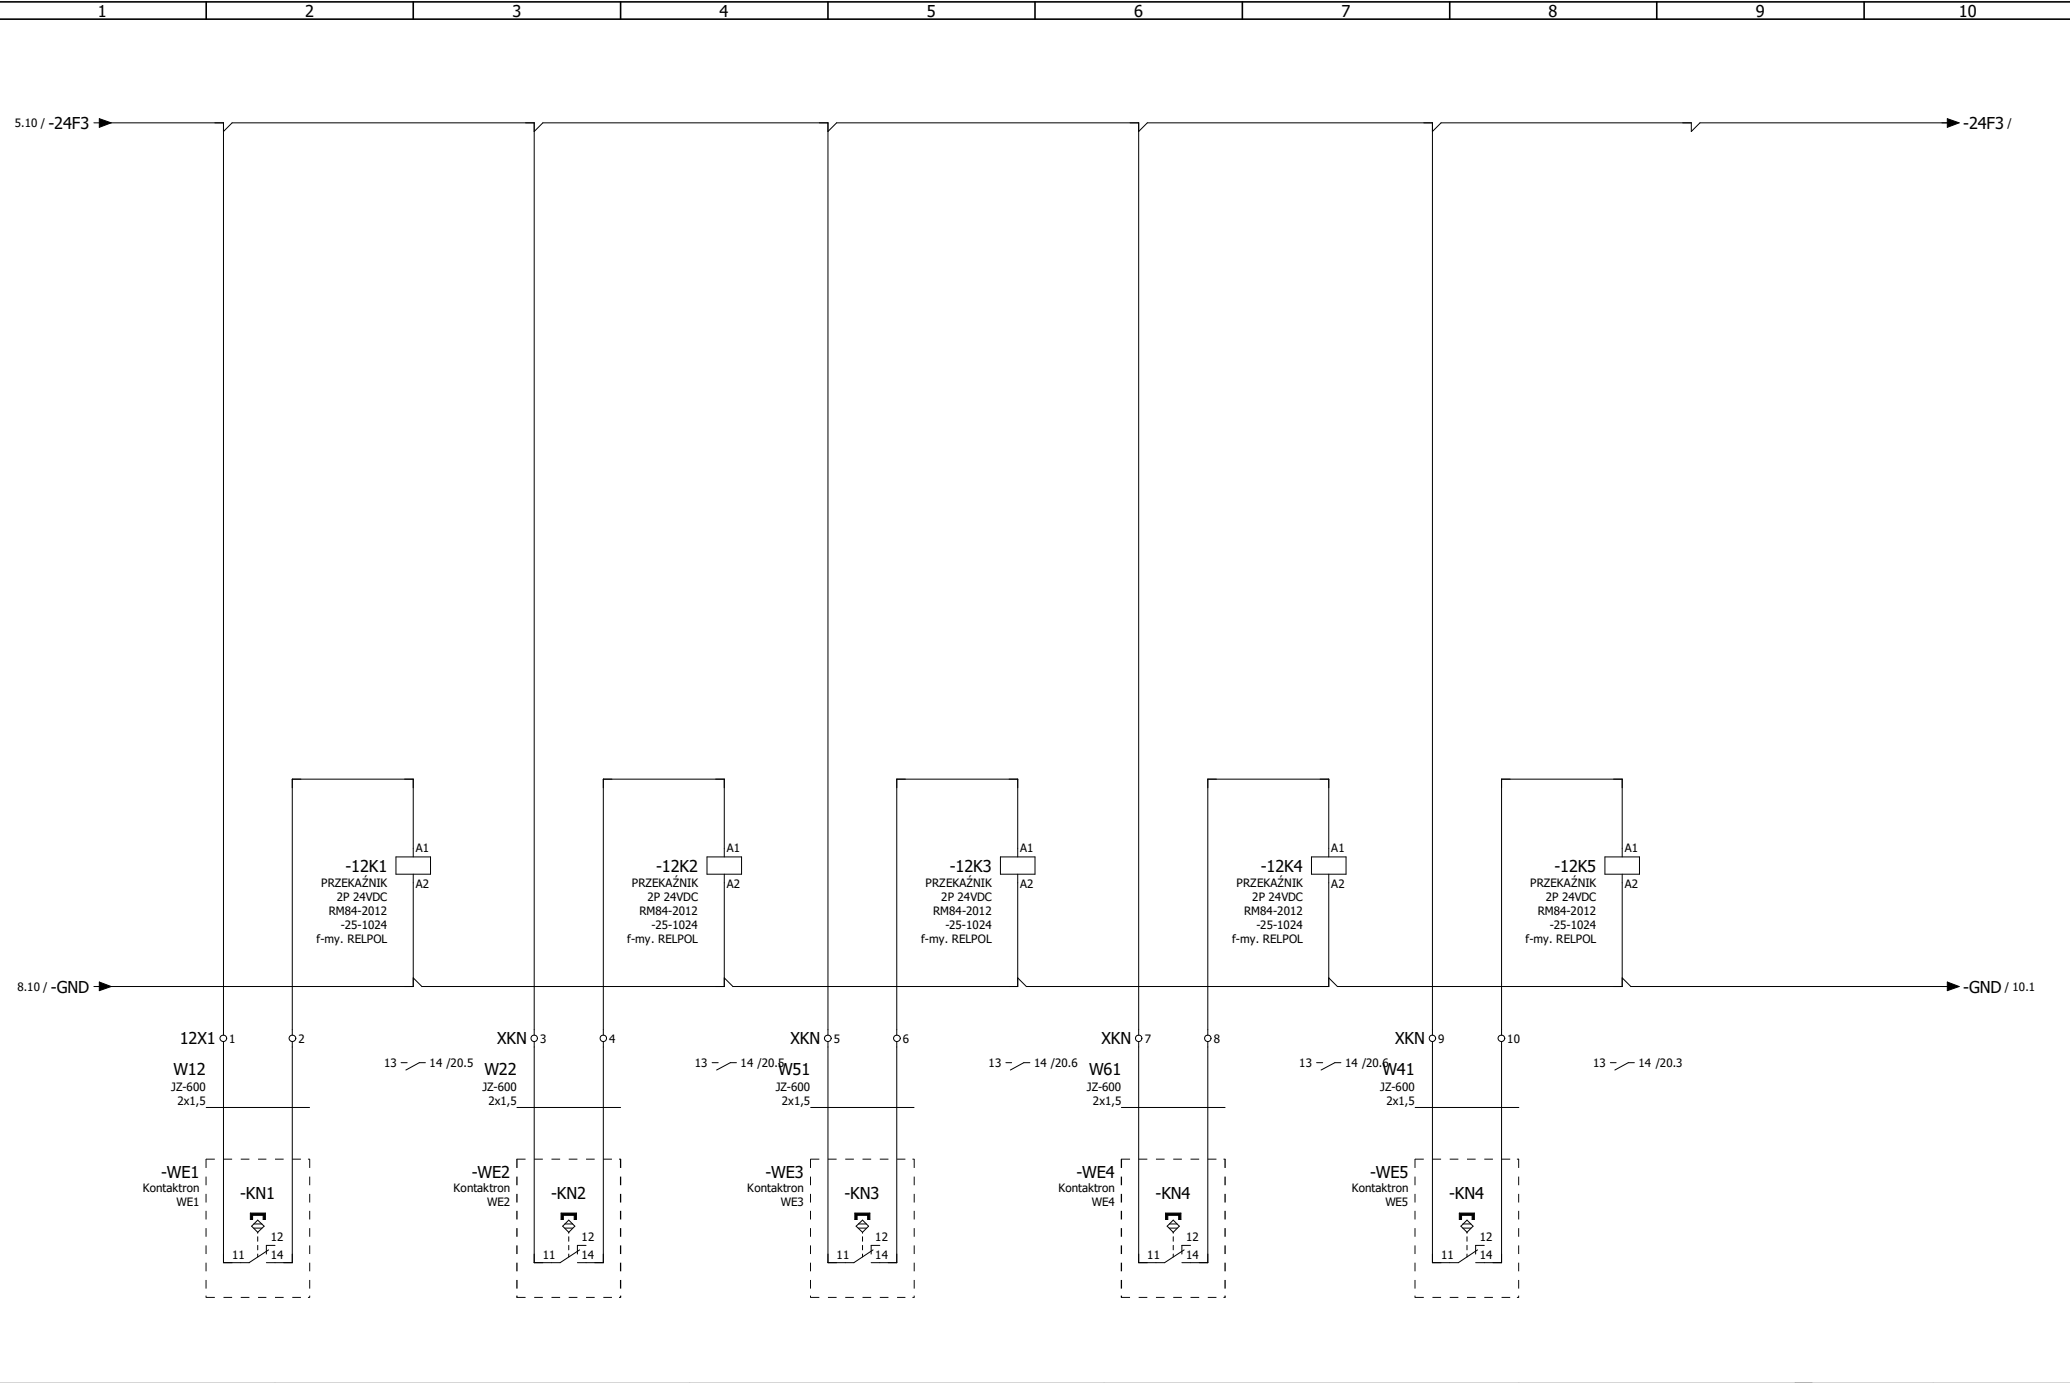 1 2 3 4 5 6 7 8 9 10
5.10 / -24F3 -24F3 /
A1 A1 A1 A1 A1
-12K1 -12K2 -12K3 -12K4 -12K5
A2 A2 A2 A2 A2
PRZEKAŹNIK PRZEKAŹNIK PRZEKAŹNIK PRZEKAŹNIK PRZEKAŹNIK
2P 24VDC 2P 24VDC 2P 24VDC 2P 24VDC 2P 24VDC
RM84-2012 RM84-2012 RM84-2012 RM84-2012 RM84-2012
-25-1024 -25-1024 -25-1024 -25-1024 -25-1024
f-my. RELPOL f-my. RELPOL f-my. RELPOL f-my. RELPOL f-my. RELPOL
8.10 / -GND -GND / 10.1
12X1 1 2 XKN 3 4 XKN 5 6 XKN 7 8 XKN 9 10
13 14 /20.5 13 14 /20.5 13 14 /20.6 13 14 /20.6 13 14 /20.3
W12 W22 W51 W61 W41
JZ-600 JZ-600 JZ-600 JZ-600 JZ-600
2x1,5 2x1,5 2x1,5 2x1,5 2x1,5
-WE1 -WE2 -WE3 -WE4 -WE5
Kontaktron Kontaktron Kontaktron Kontaktron Kontaktron
WE1 WE2 WE3 WE4 WE5
-KN1 -KN2 -KN3 -KN4 -KN4
12 12 12 12 12
11 14 11 14 11 14 11 14 11 14